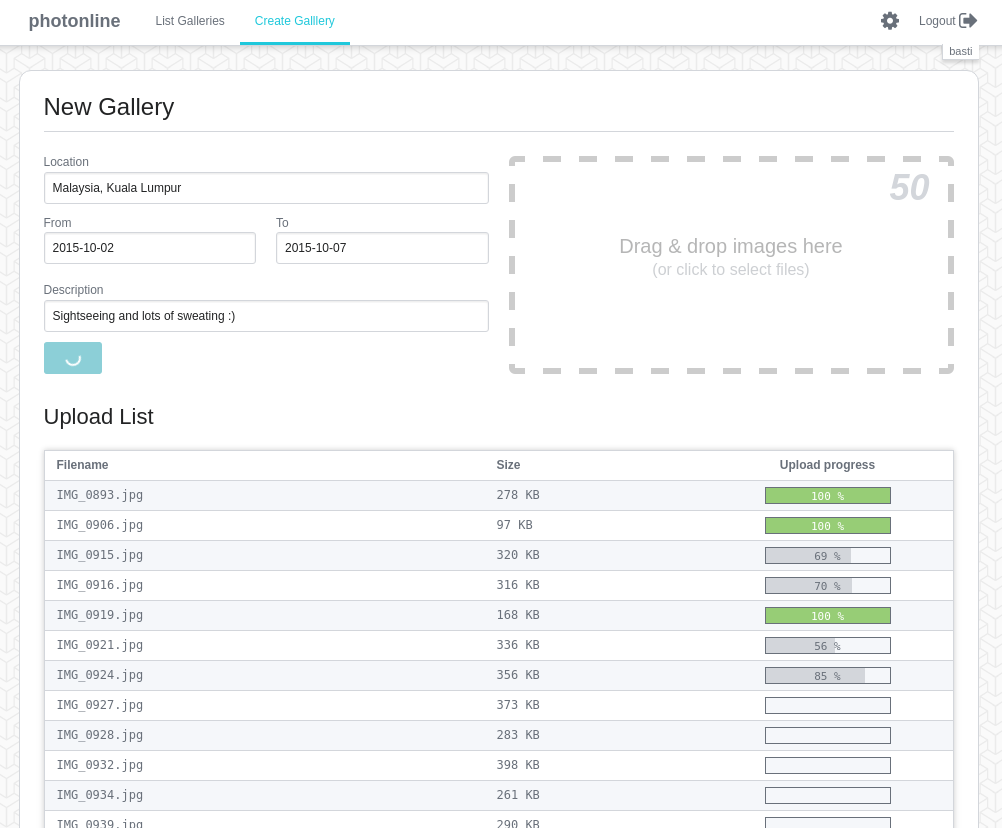 photonline List Galleries Create Galllery Logout
basti
New Gallery
Location
Malaysia, Kuala Lumpur
From To
2015-10-02 2015-10-07
Description
Sightseeing and lots of sweating :)
50
Drag & drop images here
(or click to select files)
Upload List
Filename Size Upload progress
IMG_0893.jpg 278 KB 100 %
IMG_0906.jpg 97 KB 100 %
IMG_0915.jpg 320 KB 69 %
IMG_0916.jpg 316 KB 70 %
IMG_0919.jpg 168 KB 100 %
IMG_0921.jpg 336 KB 56 %
IMG_0924.jpg 356 KB 85 %
IMG_0927.jpg 373 KB
IMG_0928.jpg 283 KB
IMG_0932.jpg 398 KB
IMG_0934.jpg 261 KB
IMG_0939.jpg 290 KB